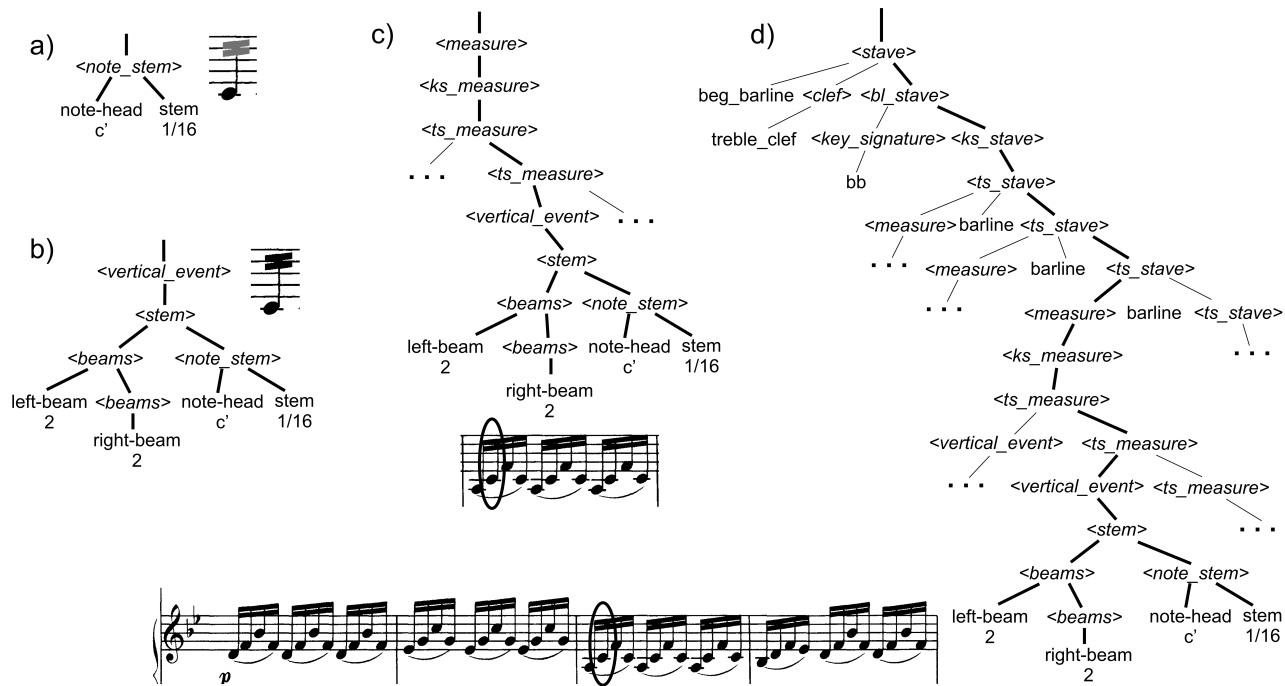 a)
<note_stem>
note-head stem
c' 1/16
b)
<vertical_event>
<stem>
<beams> <note_stem>
left-beam <beams> note-head stem
2 c' 1/16
right-beam
2
c)
<measure>
<ks_measure>
<ts_measure>
. . . <ts_measure>
<vertical_event> . . .
<stem>
<beams> <note_stem>
left-beam <beams> note-head stem
2 c' 1/16
right-beam
2
d)
<stave>
beg_barline <clef> <bl_stave>
treble_clef <key_signature> <ks_stave>
bb <ts_stave>
<measure> barline <ts_stave>
. . . <measure> barline <ts_stave>
. . . <measure> barline <ts_stave>
<ks_measure> . . .
<ts_measure>
<vertical_event> <ts_measure>
. . . <vertical_event> <ts_measure>
<stem> . . .
<beams> <note_stem>
left-beam <beams> note-head stem
2 c' 1/16
right-beam
2
p